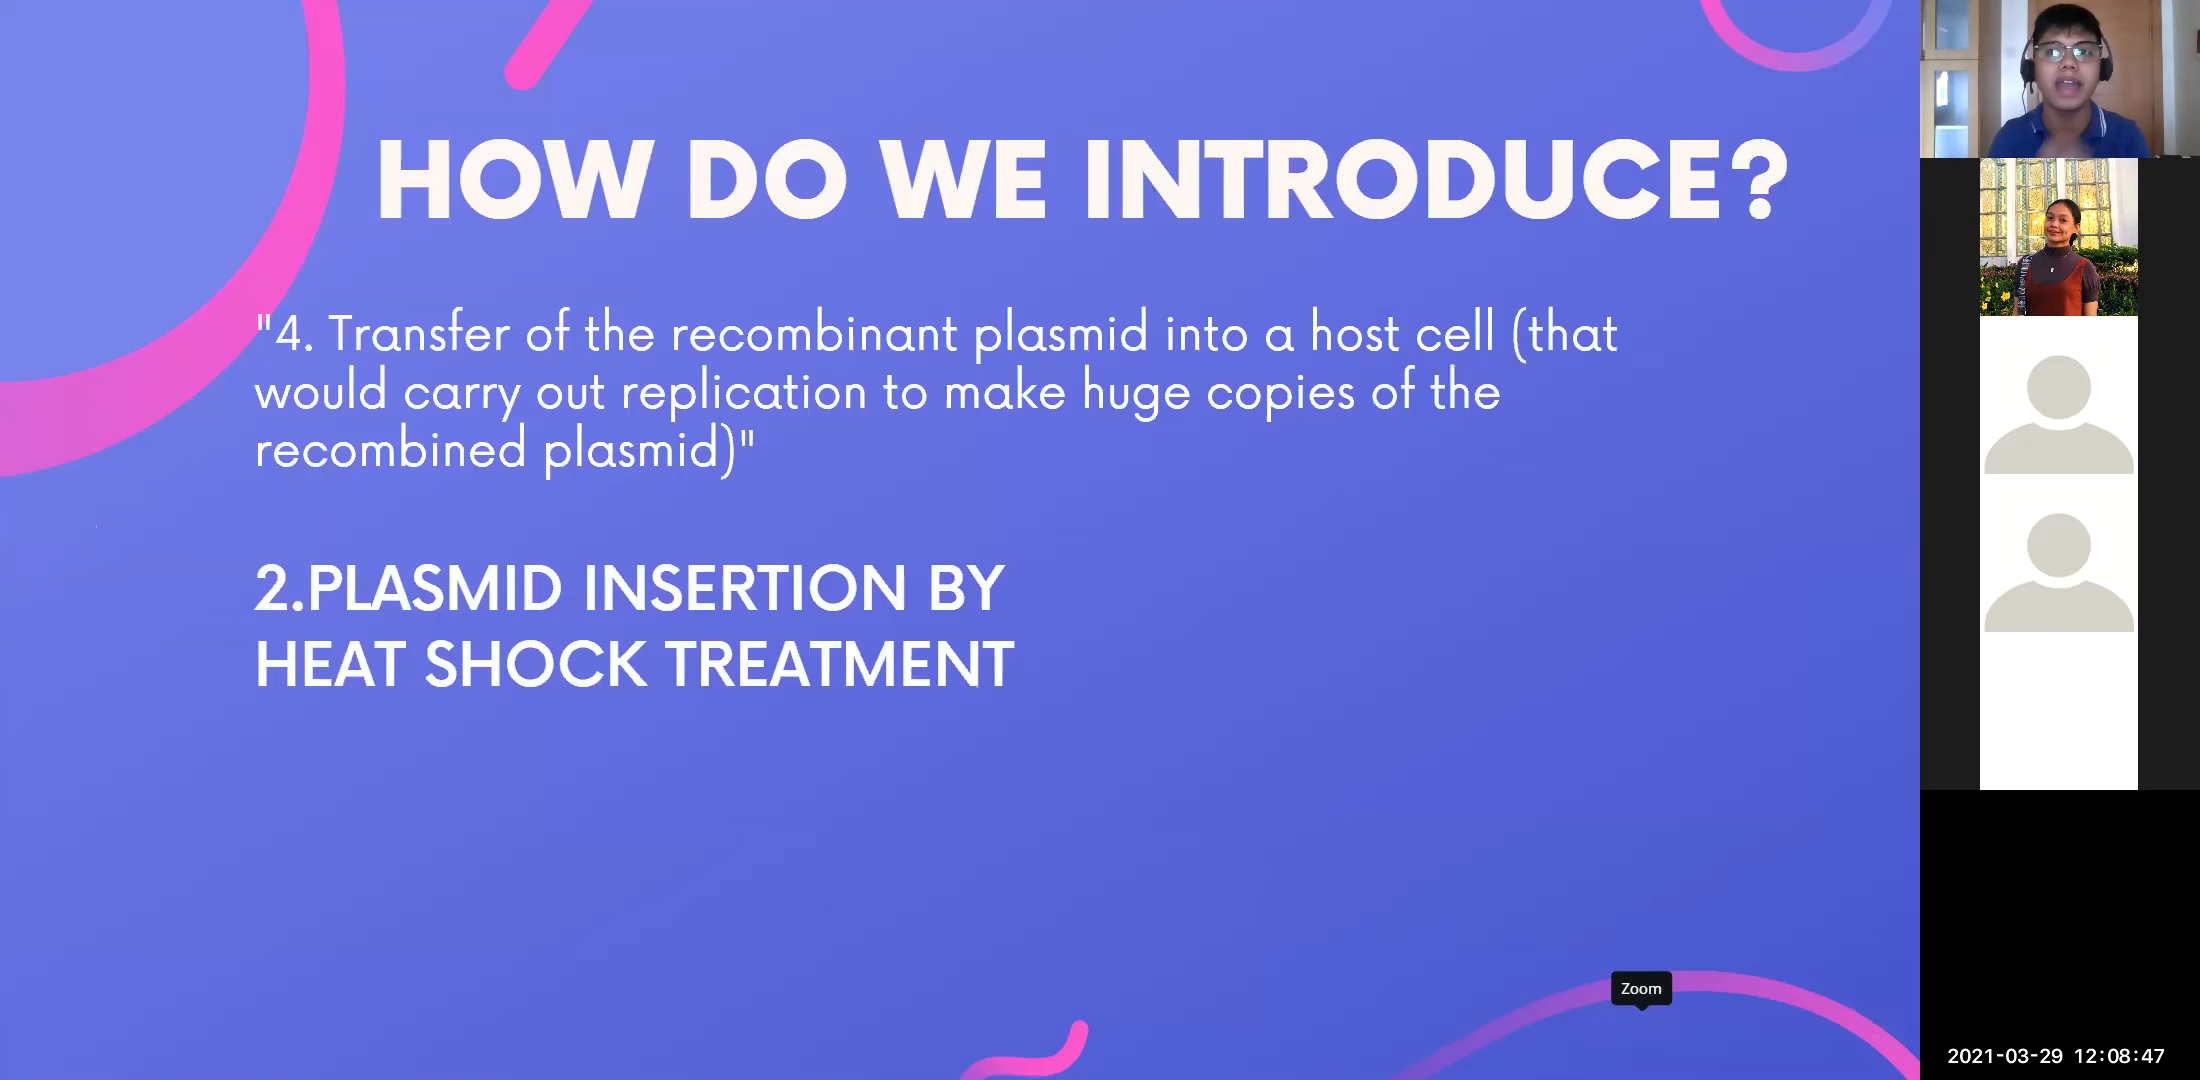 HOW DO WE INTRODUCE?
"4. Transfer of the recombinant plasmid into a host cell (that
would carry out replication to make huge copies of the
recombined plasmid)"
2.PLASMID INSERTION BY
HEAT SHOCK TREATMENT
Zoom
2021-03-29 12:08:47